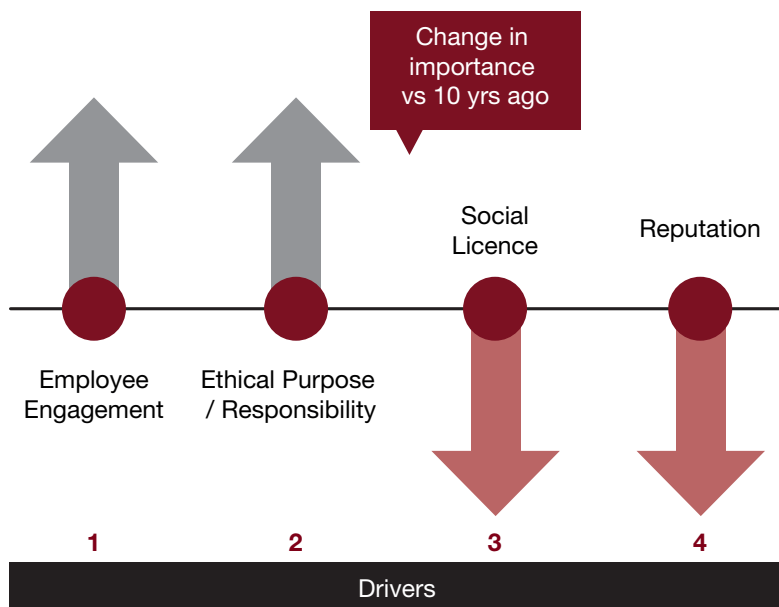 Change in
importance
vs 10 yrs ago
Social
Licence
Reputation
Employee
Engagement
Ethical Purpose
/ Responsibility
1
2
3
4
Drivers